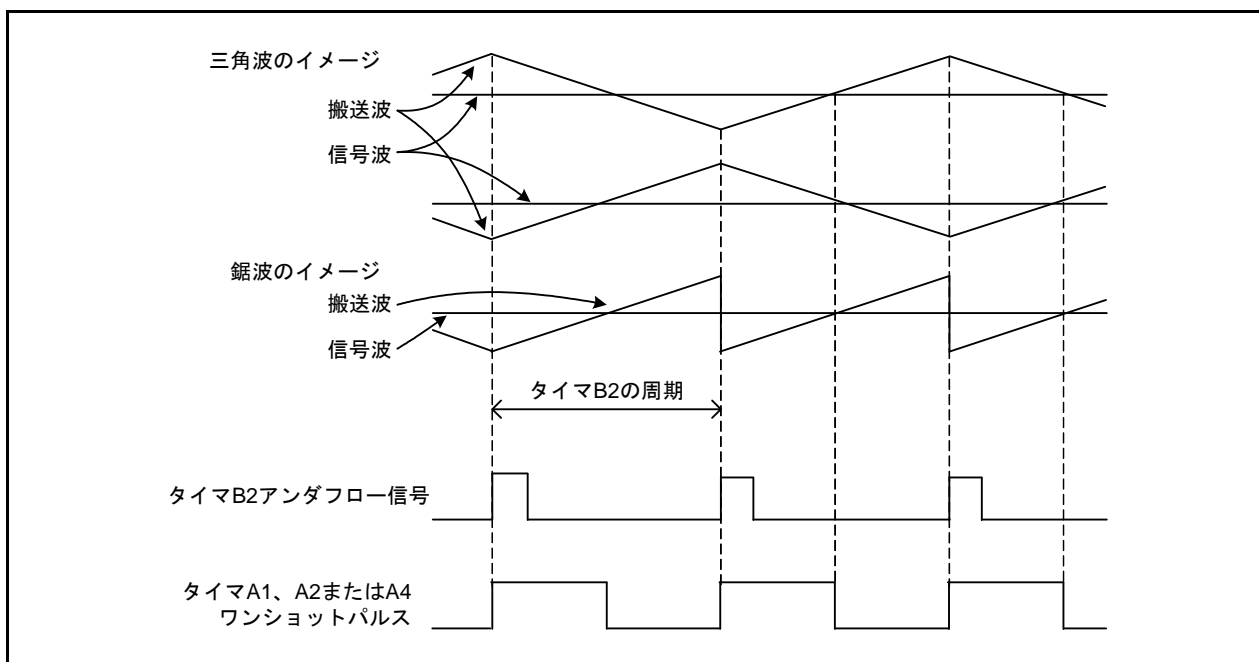 三角波のイメージ
搬送波
信号波
鋸波のイメージ
搬送波
信号波
タイマB2の周期
タイマB2アンダフロー信号
タイマA1、A2またはA4
ワンショットパルス